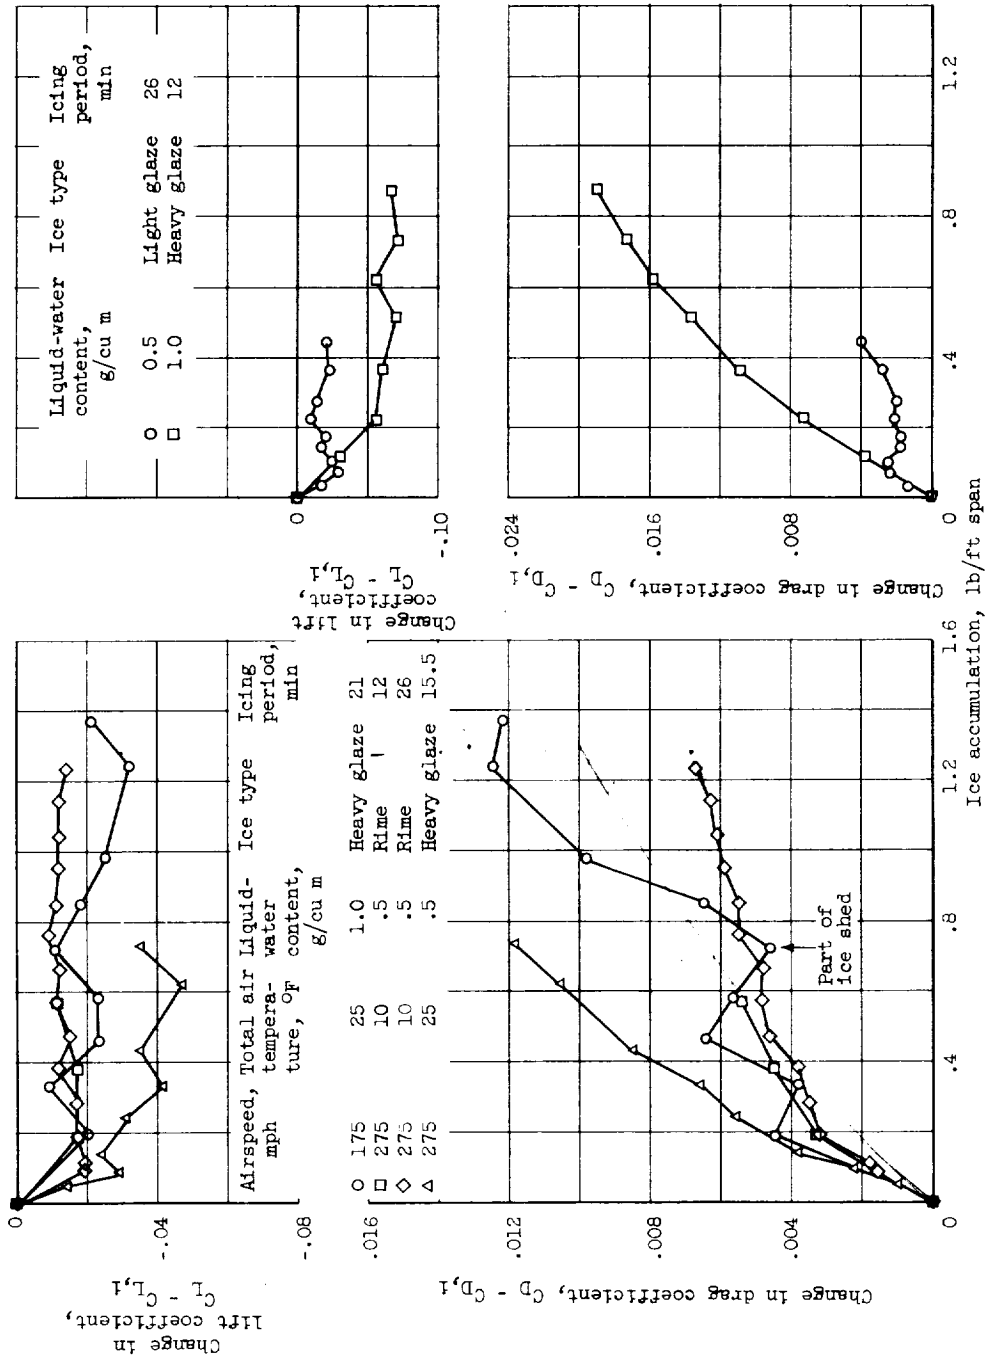 0
-.04
-.08
Change in
lift coefficient,
C_L - C_L,i
Airspeed, Total air Liquid- Ice type Icing
mph tempera- water period,
ture, °F content, min
g/cu m
○ 175 25 1.0 Heavy glaze 21
□ 275 10 .5 Rime 12
◇ 275 10 .5 Rime 26
△ 275 25 .5 Heavy glaze 15.5
.016
.012
.008
.004
0
Change in drag coefficient, C_D - C_D,i
Part of
ice shed
0
.4
.8
1.2
1.6
Liquid-water Ice type Icing
content, period,
g/cu m min
○ 0.5 Light glaze 26
□ 1.0 Heavy glaze 12
0
-.10
Change in lift
coefficient,
C_L - C_L,i
.024
.016
.008
0
Change in drag coefficient, C_D - C_D,i
0
.4
.8
1.2
Ice accumulation, lb/ft span